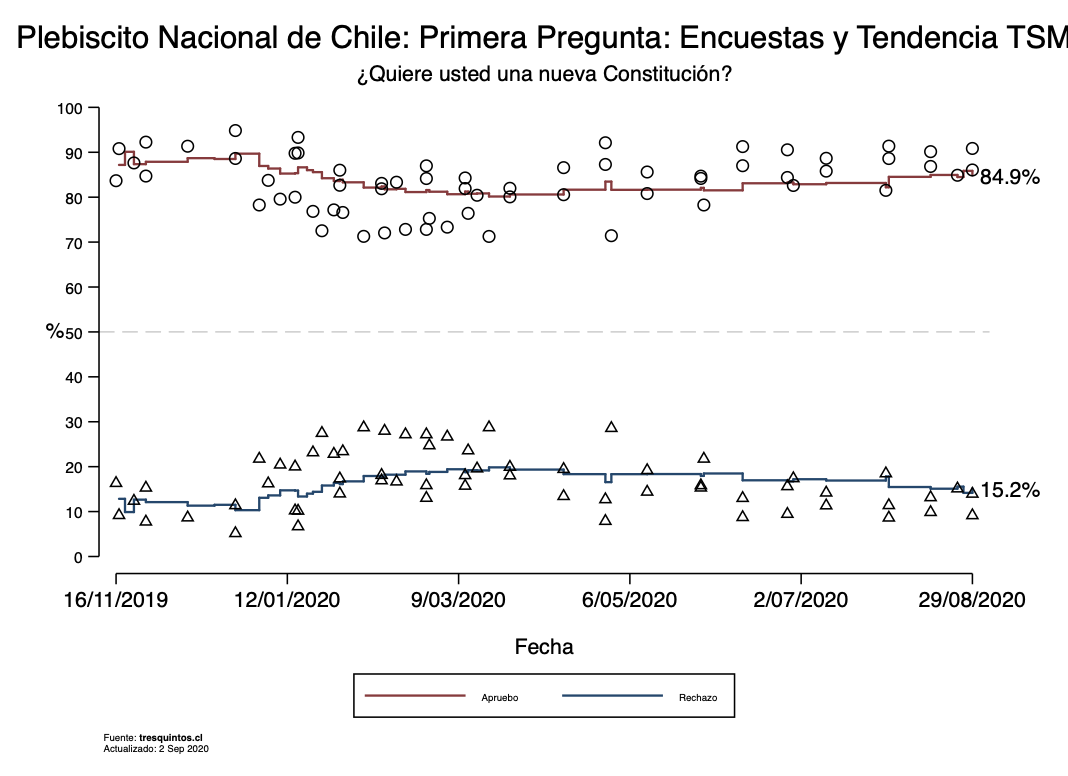 Plebiscito Nacional de Chile: Primera Pregunta: Encuestas y Tendencia TSM
¿Quiere usted una nueva Constitución?
100
90
80
70
60
%50
40
30
20
10
0
84.9%
15.2%
16/11/2019 12/01/2020 9/03/2020 6/05/2020 2/07/2020 29/08/2020
Fecha
Apruebo Rechazo
Fuente: tresquintos.cl
Actualizado: 2 Sep 2020